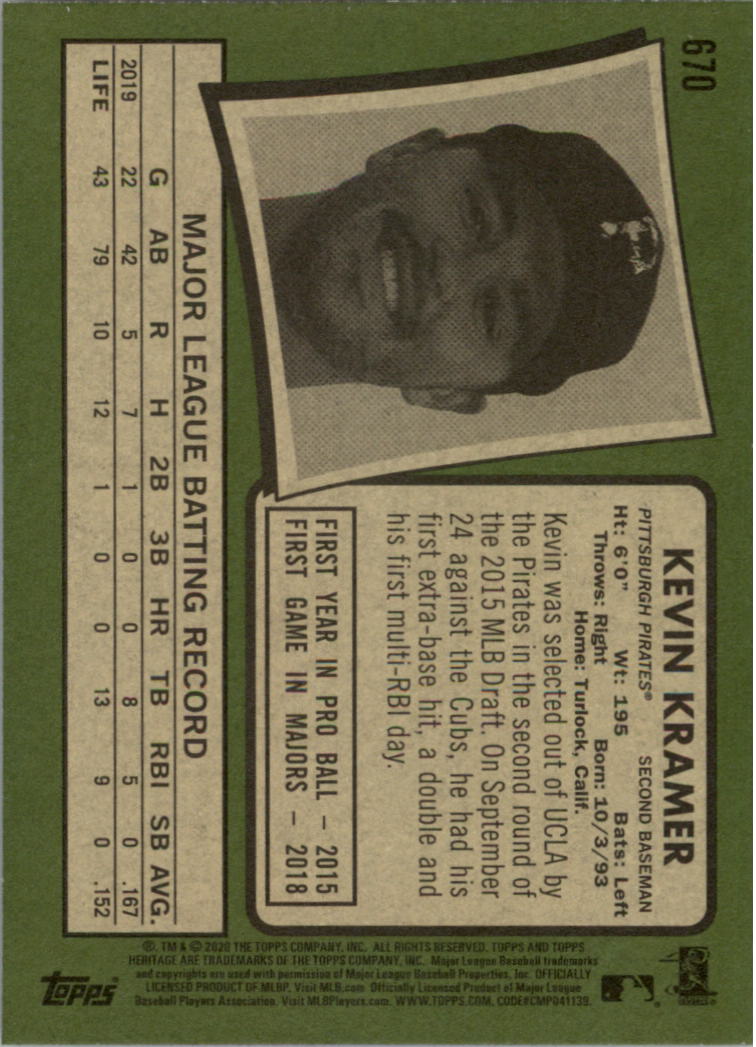 670
KEVIN KRAMER
PITTSBURGH PIRATES® SECOND BASEMAN
Ht: 6'0" Wt: 195 Bats: Left
Throws: Right Born: 10/3/93
Home: Turlock, Calif.
Kevin was selected out of UCLA by
the Pirates in the second round of
the 2015 MLB Draft. On September
24 against the Cubs, he had his
first extra-base hit, a double and
his first multi-RBI day.
FIRST YEAR IN PRO BALL – 2015
FIRST GAME IN MAJORS – 2018
MAJOR LEAGUE BATTING RECORD
G AB R H 2B 3B HR TB RBI SB AVG.
2019 22 42 5 7 1 0 0 8 5 0 .167
LIFE 43 79 10 12 1 0 0 13 9 0 .152
®, TM & © 2020 THE TOPPS COMPANY, INC. ALL RIGHTS RESERVED. TOPPS AND TOPPS
HERITAGE ARE TRADEMARKS OF THE TOPPS COMPANY, INC. Major League Baseball trademarks
and copyrights are used with permission of Major League Baseball Properties, Inc. OFFICIALLY
LICENSED PRODUCT OF MLBP. Visit MLB.com Officially Licensed Product of Major League
Baseball Players Association. Visit MLBPlayers.com. WWW.TOPPS.COM. CODE#CMP041139.
topps®